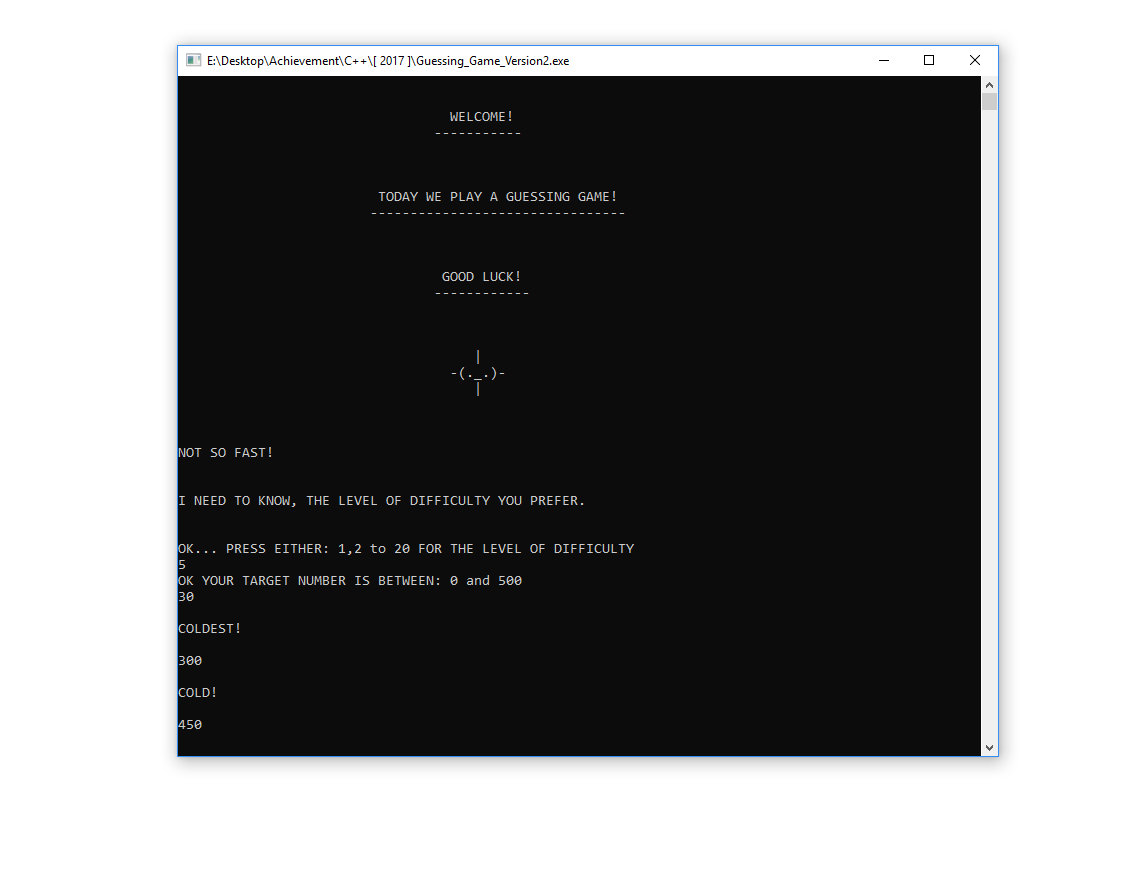 E:\Desktop\Achievement\C++\[ 2017 ]\Guessing_Game_Version2.exe
WELCOME!
-----------
TODAY WE PLAY A GUESSING GAME!
--------------------------------
GOOD LUCK!
------------
|
-(._.)-
|
NOT SO FAST!
I NEED TO KNOW, THE LEVEL OF DIFFICULTY YOU PREFER.
OK... PRESS EITHER: 1,2 to 20 FOR THE LEVEL OF DIFFICULTY
5
OK YOUR TARGET NUMBER IS BETWEEN: 0 and 500
30
COLDEST!
300
COLD!
450